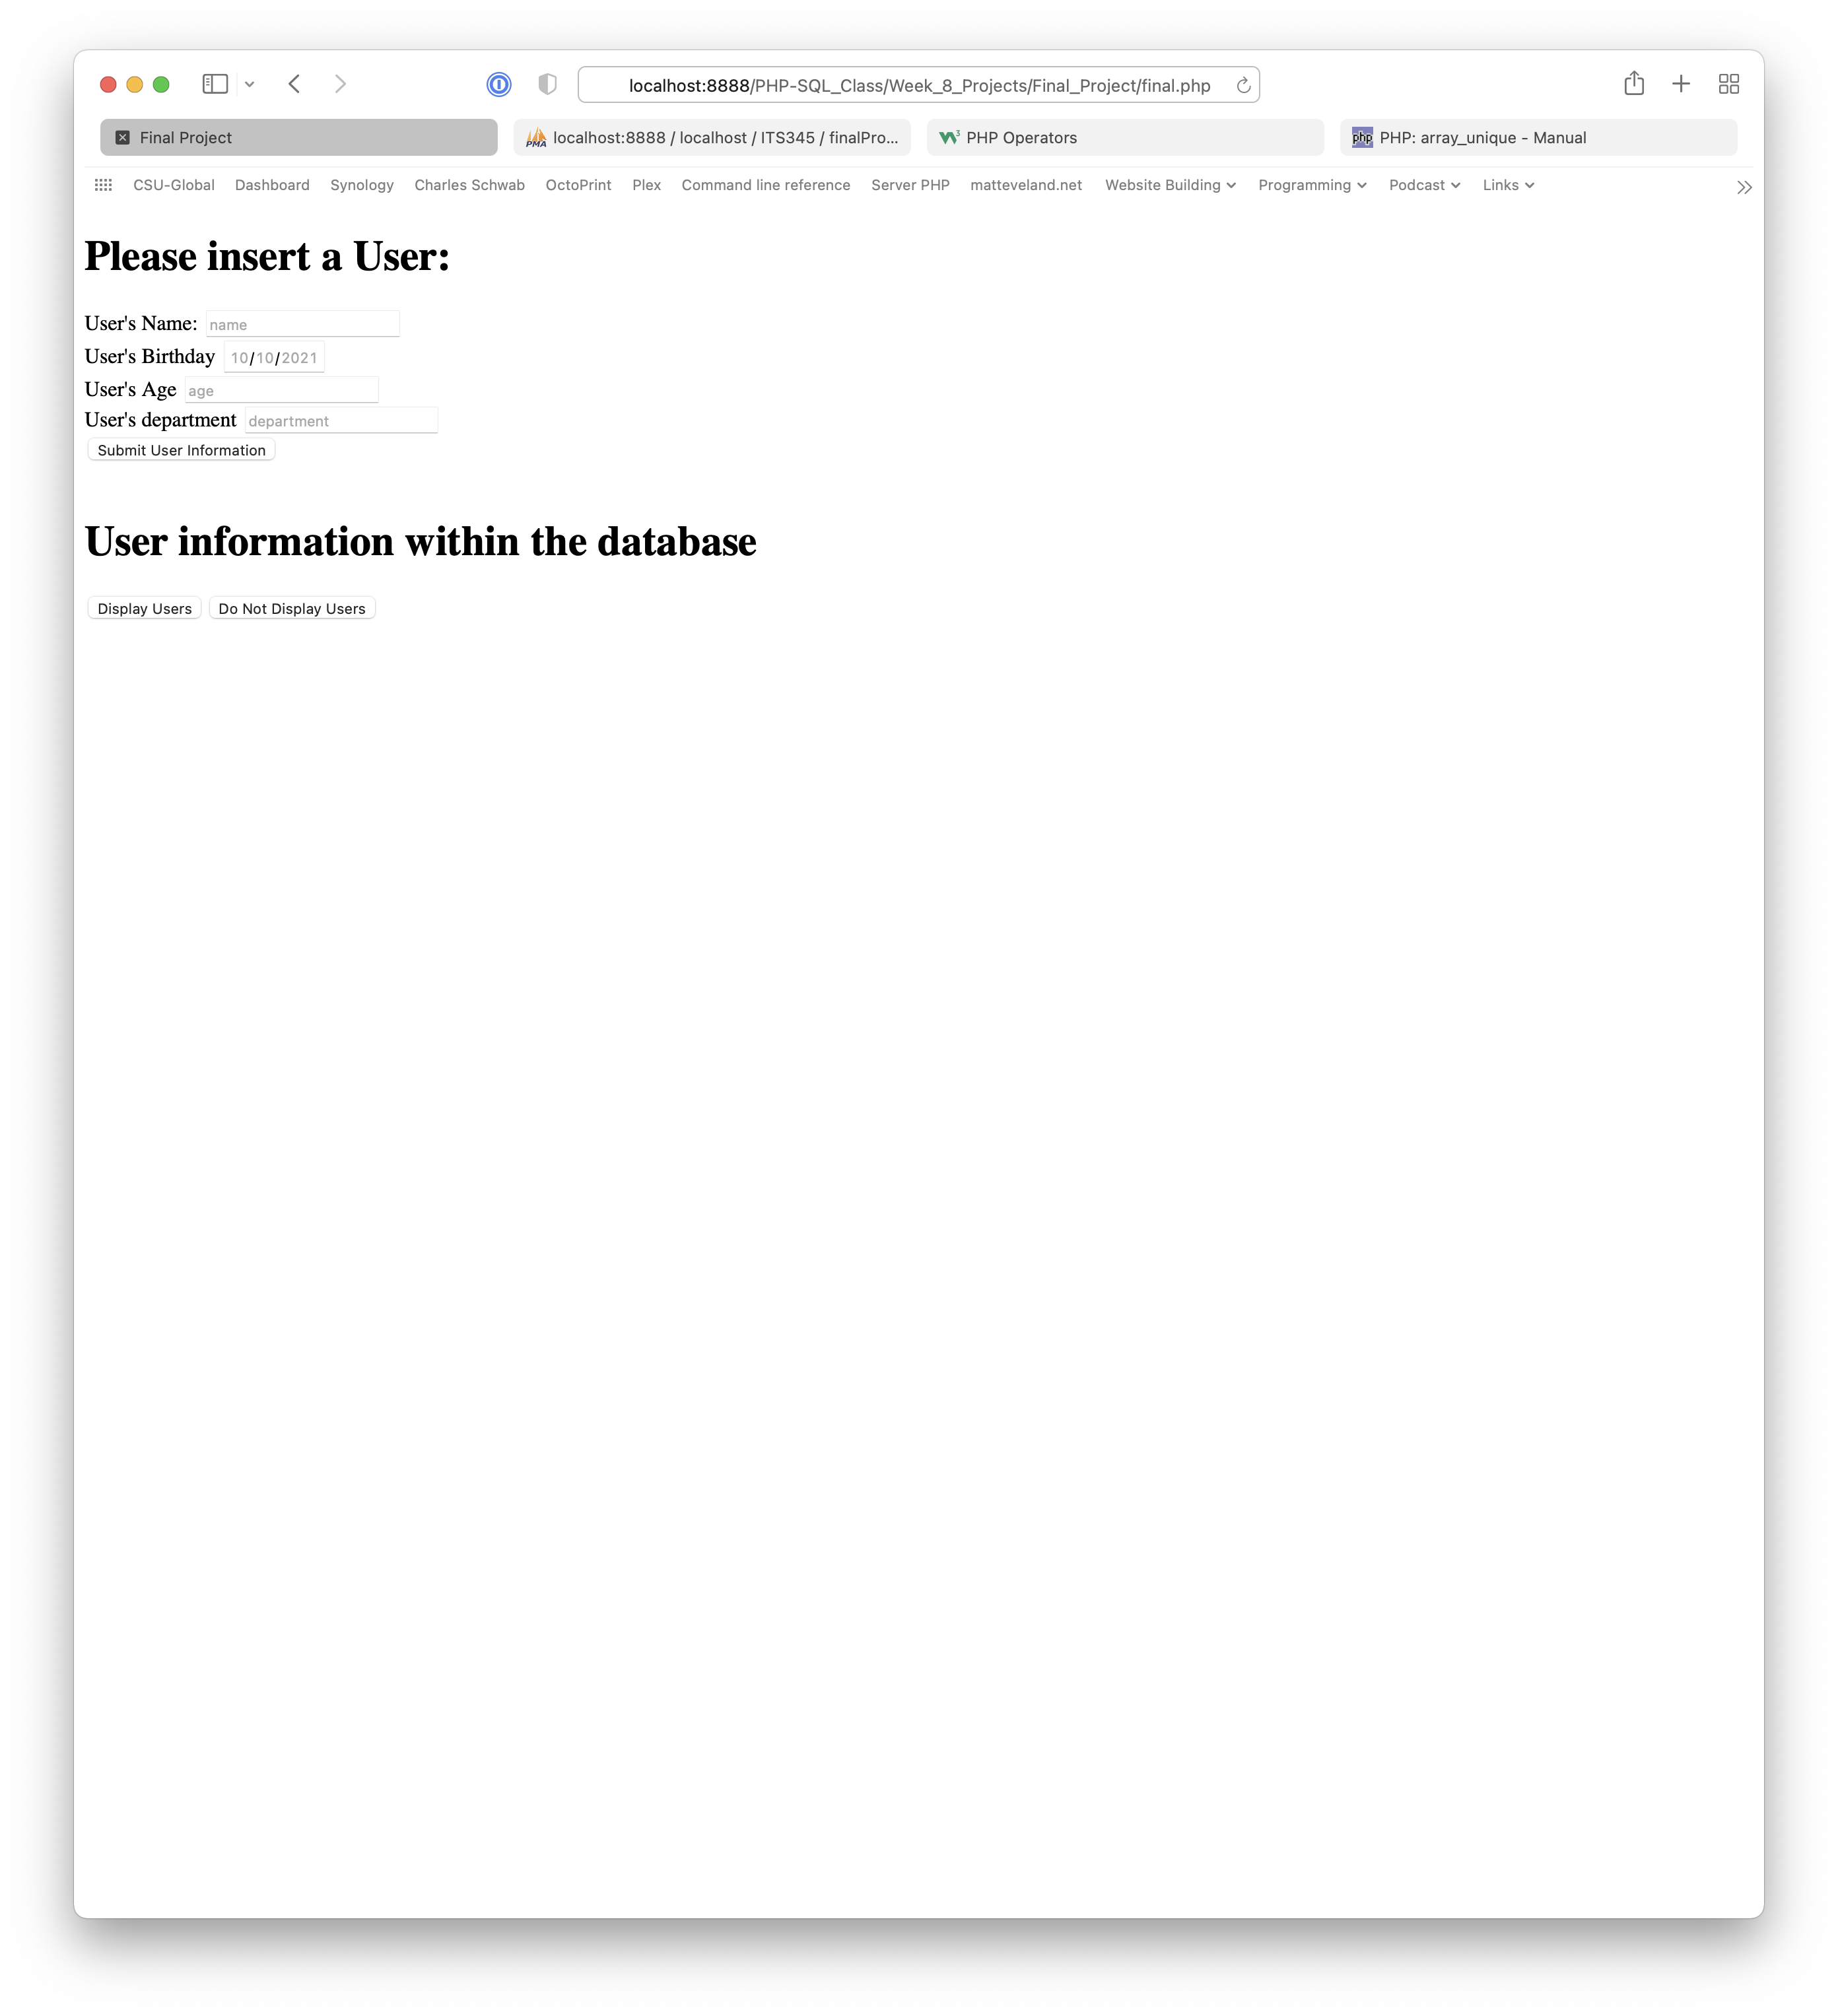 localhost:8888/PHP-SQL_Class/Week_8_Projects/Final_Project/final.php
Final Project
PMA localhost:8888 / localhost / ITS345 / finalPro...
W3 PHP Operators
php PHP: array_unique - Manual
CSU-Global Dashboard Synology Charles Schwab OctoPrint Plex Command line reference Server PHP matteveland.net Website Building Programming Podcast Links
Please insert a User:
User's Name: name
User's Birthday 10/10/2021
User's Age age
User's department department
Submit User Information
User information within the database
Display Users Do Not Display Users